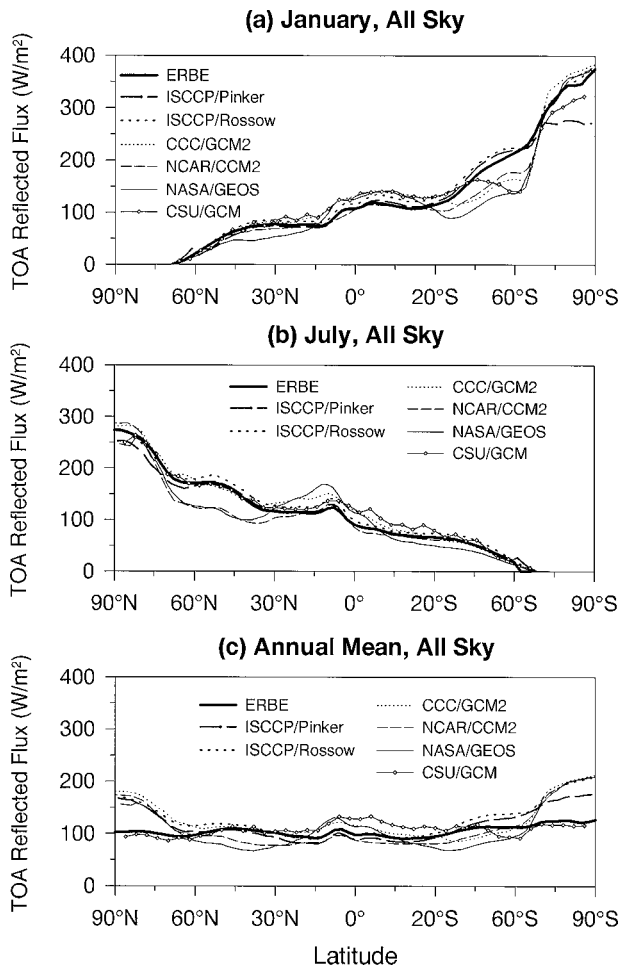 (a) January, All Sky
TOA Reflected Flux (W/m²)
400
300
200
100
0
ERBE
ISCCP/Pinker
ISCCP/Rossow
CCC/GCM2
NCAR/CCM2
NASA/GEOS
CSU/GCM
90°N 60°N 30°N 0° 20°S 60°S 90°S
(b) July, All Sky
TOA Reflected Flux (W/m²)
400
300
200
100
0
ERBE
ISCCP/Pinker
ISCCP/Rossow
CCC/GCM2
NCAR/CCM2
NASA/GEOS
CSU/GCM
90°N 60°N 30°N 0° 20°S 60°S 90°S
(c) Annual Mean, All Sky
TOA Reflected Flux (W/m²)
400
300
200
100
0
ERBE
ISCCP/Pinker
ISCCP/Rossow
CCC/GCM2
NCAR/CCM2
NASA/GEOS
CSU/GCM
90°N 60°N 30°N 0° 20°S 60°S 90°S
Latitude